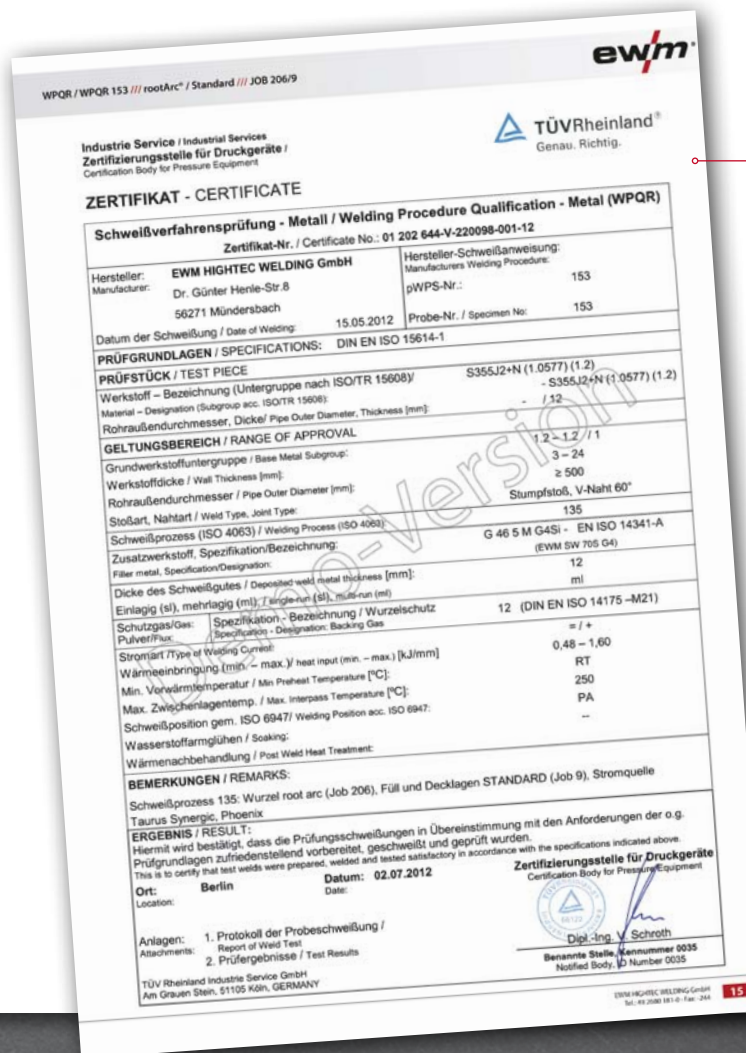 WPQR / WPQR 153 /// rootArc® / Standard /// JOB 206/9
ewm®
Industrie Service / Industrial Services
Zertifizierungsstelle für Druckgeräte /
Certification Body for Pressure Equipment
TÜVRheinland®
Genau. Richtig.
ZERTIFIKAT - CERTIFICATE
Schweißverfahrensprüfung - Metall / Welding Procedure Qualification - Metal (WPQR)
Zertifikat-Nr. / Certificate No.: 01 202 644-V-220098-001-12
Hersteller: EWM HIGHTEC WELDING GmbH
Manufacturer:
Dr. Günter Henle-Str.8
56271 Mündersbach
Hersteller-Schweißanweisung:
Manufacturers Welding Procedure:
pWPS-Nr.: 153
Datum der Schweißung / Date of Welding: 15.05.2012
Probe-Nr. / Specimen No: 153
PRÜFGRUNDLAGEN / SPECIFICATIONS: DIN EN ISO 15614-1
PRÜFSTÜCK / TEST PIECE
Werkstoff – Bezeichnung (Untergruppe nach ISO/TR 15608)/ S355J2+N (1.0577) (1.2)
Material – Designation (Subgroup acc. ISO/TR 15608): - S355J2+N (1.0577) (1.2)
Rohraußendurchmesser, Dicke/ Pipe Outer Diameter, Thickness [mm]: - / 12
GELTUNGSBEREICH / RANGE OF APPROVAL
Grundwerkstoffuntergruppe / Base Metal Subgroup: 1.2 – 1.2 / 1
Werkstoffdicke / Wall Thickness [mm]: 3 – 24
Rohraußendurchmesser / Pipe Outer Diameter [mm]: ≥ 500
Stoßart, Nahtart / Weld Type, Joint Type: Stumpfstoß, V-Naht 60°
Schweißprozess (ISO 4063) / Welding Process (ISO 4063): 135
Zusatzwerkstoff, Spezifikation/Bezeichnung: G 46 5 M G4Si - EN ISO 14341-A
Filler metal, Specification/Designation: (EWM SW 70S G4)
Dicke des Schweißgutes / Deposited weld metal thickness [mm]: 12
Einlagig (sl), mehrlagig (ml), / single-run (sl), multi-run (ml) ml
Schutzgas/Gas: Spezifikation - Bezeichnung / Wurzelschutz 12 (DIN EN ISO 14175 –M21)
Pulver/Flux: Specification - Designation: Backing Gas
Stromart /Type of Welding Current: = / +
Wärmeeinbringung (min. – max.)/ heat input (min. – max.) [kJ/mm] 0,48 – 1,60
Min. Vorwärmtemperatur / Min Preheat Temperature [°C]: RT
Max. Zwischenlagentemp. / Max. Interpass Temperature [°C]: 250
Schweißposition gem. ISO 6947/ Welding Position acc. ISO 6947: PA
Wasserstoffarmglühen / Soaking: --
Wärmenachbehandlung / Post Weld Heat Treatment:
Demo-Version
BEMERKUNGEN / REMARKS:
Schweißprozess 135: Wurzel root arc (Job 206), Füll und Decklagen STANDARD (Job 9), Stromquelle
Taurus Synergic, Phoenix
ERGEBNIS / RESULT:
Hiermit wird bestätigt, dass die Prüfungsschweißungen in Übereinstimmung mit den Anforderungen der o.g.
Prüfgrundlagen zufriedenstellend vorbereitet, geschweißt und geprüft wurden.
This is to certify that test welds were prepared, welded and tested satisfactory in accordance with the specifications indicated above.
Ort: Berlin Datum: 02.07.2012
Location: Date:
Zertifizierungsstelle für Druckgeräte
Certification Body for Pressure Equipment
Anlagen: 1. Protokoll der Probeschweißung /
Attachments: Report of Weld Test
2. Prüfergebnisse / Test Results
Dipl.-Ing. V. Schroth
Benannte Stelle, Kennummer 0035
Notified Body, ID Number 0035
TÜV Rheinland Industrie Service GmbH
Am Grauen Stein, 51105 Köln, GERMANY
EWM HIGHTEC WELDING GmbH
15